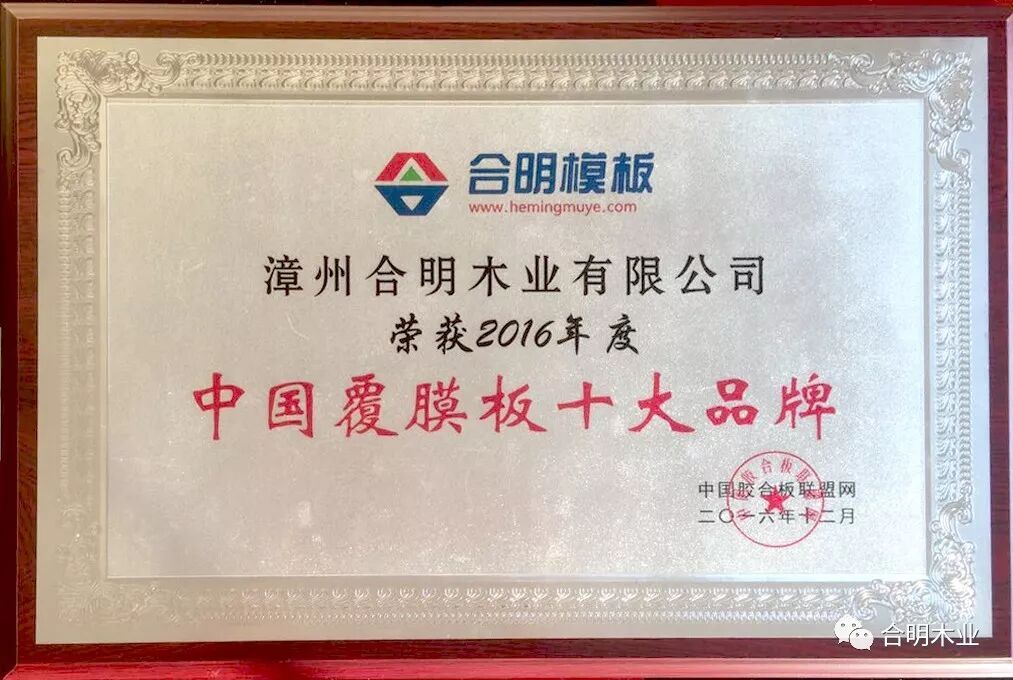 合明模板
www.hemingmuye.com
漳州合明木业有限公司
荣获2016年度
中国覆膜板十大品牌
中国胶合板联盟网
二〇一六年十二月
合明木业